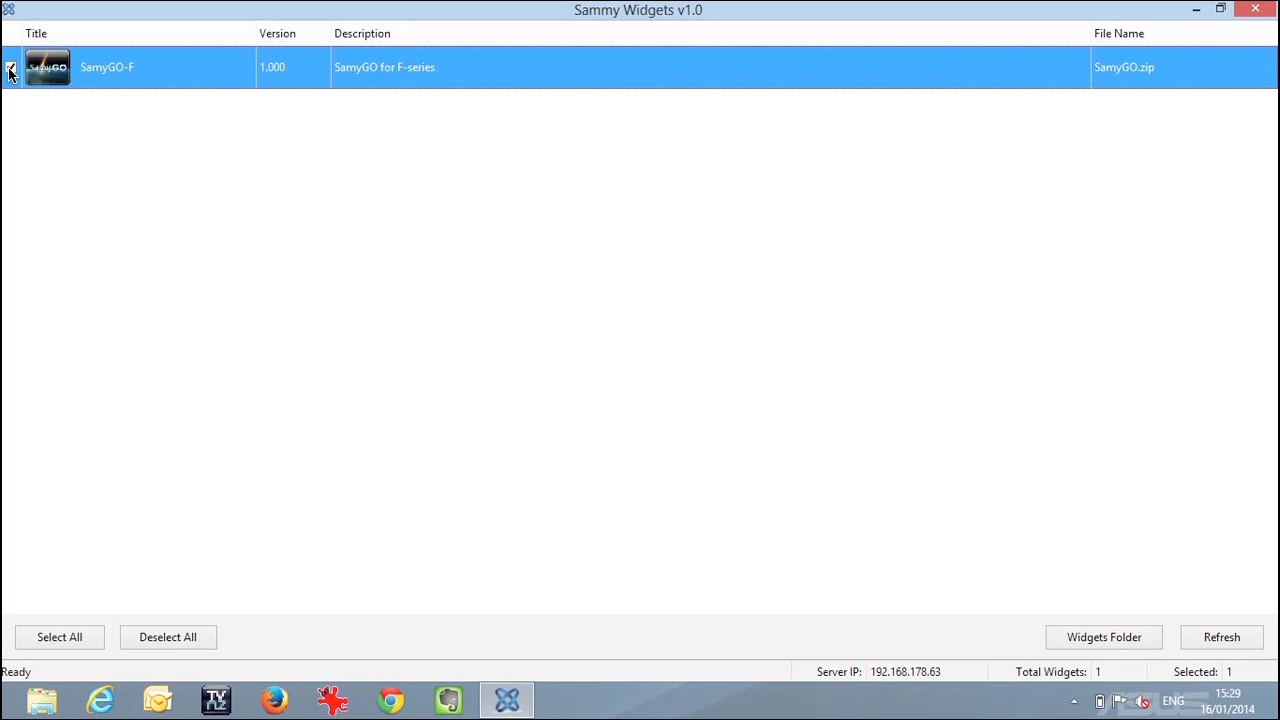 Sammy Widgets v1.0
Title Version Description File Name
SamyGO SamyGO-F 1.000 SamyGO for F-series SamyGO.zip
Select All Deselect All Widgets Folder Refresh
Ready Server IP: 192.168.178.63 Total Widgets: 1 Selected: 1
ENG 15:29
16/01/2014